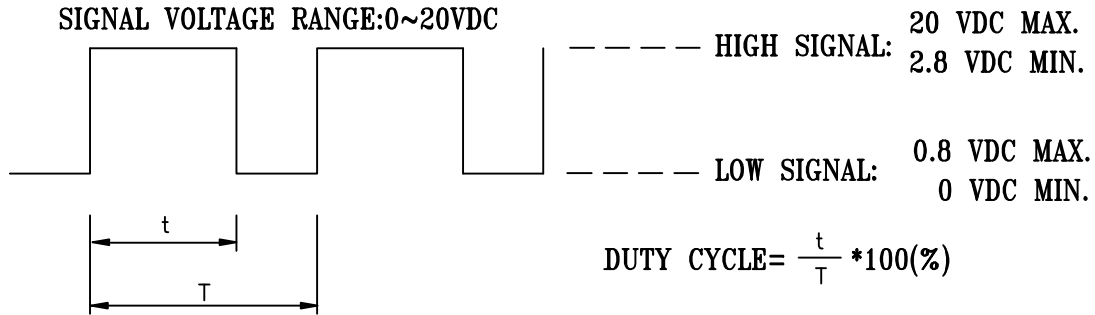 SIGNAL VOLTAGE RANGE:0~20VDC
HIGH SIGNAL: 20 VDC MAX.
2.8 VDC MIN.
LOW SIGNAL: 0.8 VDC MAX.
0 VDC MIN.
t
T
DUTY CYCLE= t/T *100(%)